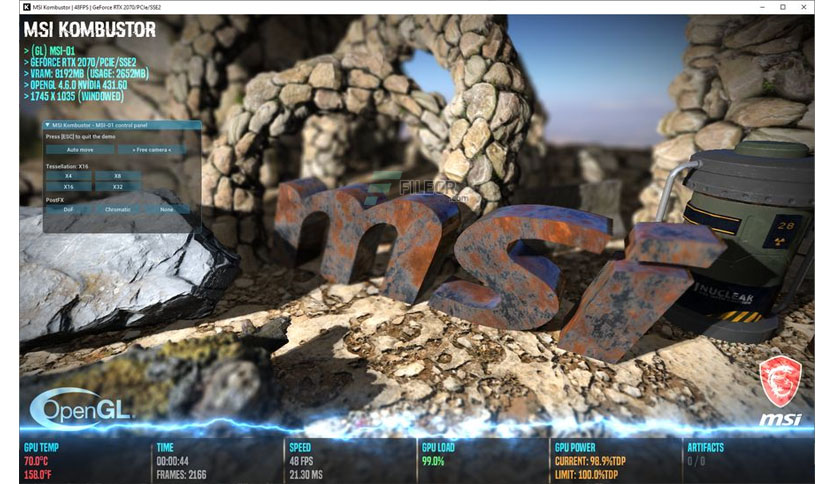 MSI Kombustor | 48FPS | GeForce RTX 2070/PCIe/SSE2
MSI KOMBUSTOR
> (GL) MSI-01
> GEFORCE RTX 2070/PCIE/SSE2
> VRAM: 8192MB (USAGE: 2652MB)
> OPENGL 4.6.0 NVIDIA 431.60
> 1745 X 1035 (WINDOWED)
▼ MSI Kombustor - MSI-01 control panel
Press [ESC] to quit the demo
Auto move
> Free camera <
Tessellation: X16
X4
X8
X16
X32
PostFX
DoF
Chromatic
None
FILECR
.com
msi
28
NUCLEAR
OpenGL
msi
GPU TEMP
70.0°C
158.0°F
TIME
00:00:44
FRAMES: 2166
SPEED
48 FPS
21.30 MS
GPU LOAD
99.0%
GPU POWER
CURRENT: 98.9%TDP
LIMIT: 100.0%TDP
ARTIFACTS
0 / 0